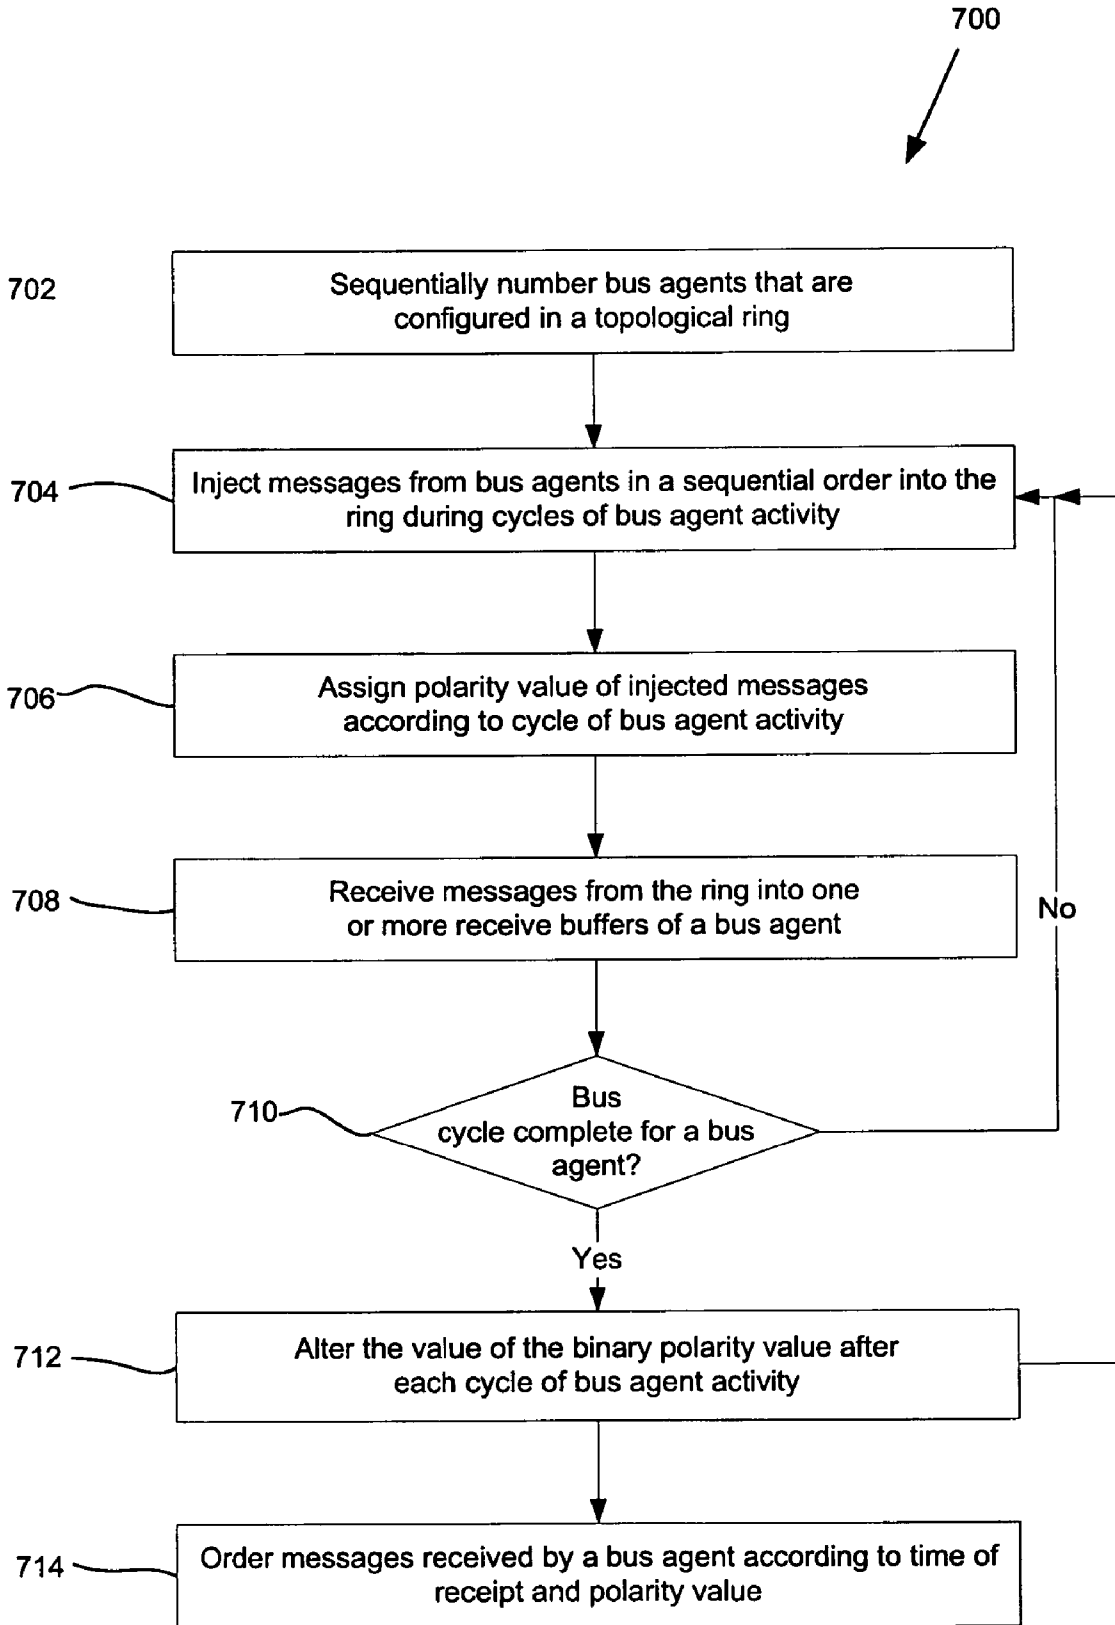 700
702
Sequentially number bus agents that are
configured in a topological ring
704
Inject messages from bus agents in a sequential order into the
ring during cycles of bus agent activity
706
Assign polarity value of injected messages
according to cycle of bus agent activity
708
Receive messages from the ring into one
or more receive buffers of a bus agent
No
710
Bus
cycle complete for a bus
agent?
Yes
712
Alter the value of the binary polarity value after
each cycle of bus agent activity
714
Order messages received by a bus agent according to time of
receipt and polarity value